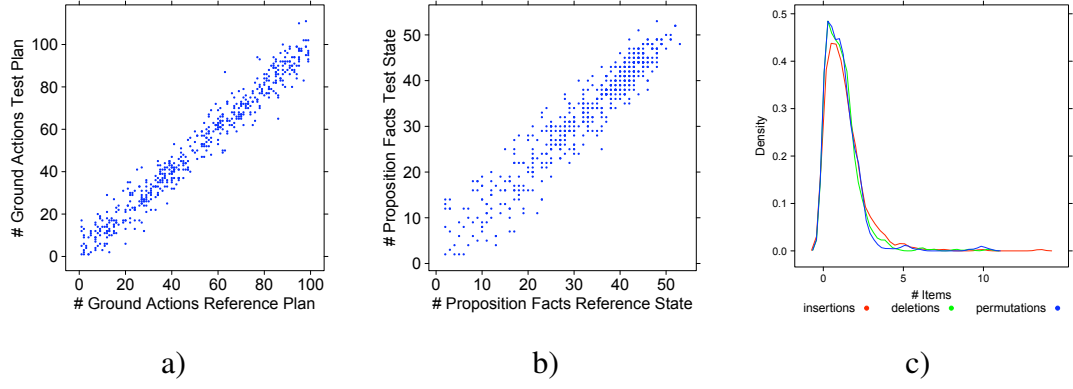 # Ground Actions Test Plan
100
80
60
40
20
0
0 20 40 60 80 100
# Ground Actions Reference Plan
a)
# Proposition Facts Test State
50
40
30
20
10
0
0 10 20 30 40 50
# Proposition Facts Reference State
b)
Density
0.5
0.4
0.3
0.2
0.1
0.0
0 5 10
# Items
insertions deletions permutations
c)